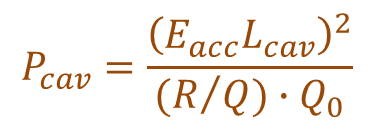 P_cav = (E_acc L_cav)^2 / ((R/Q) · Q_0)